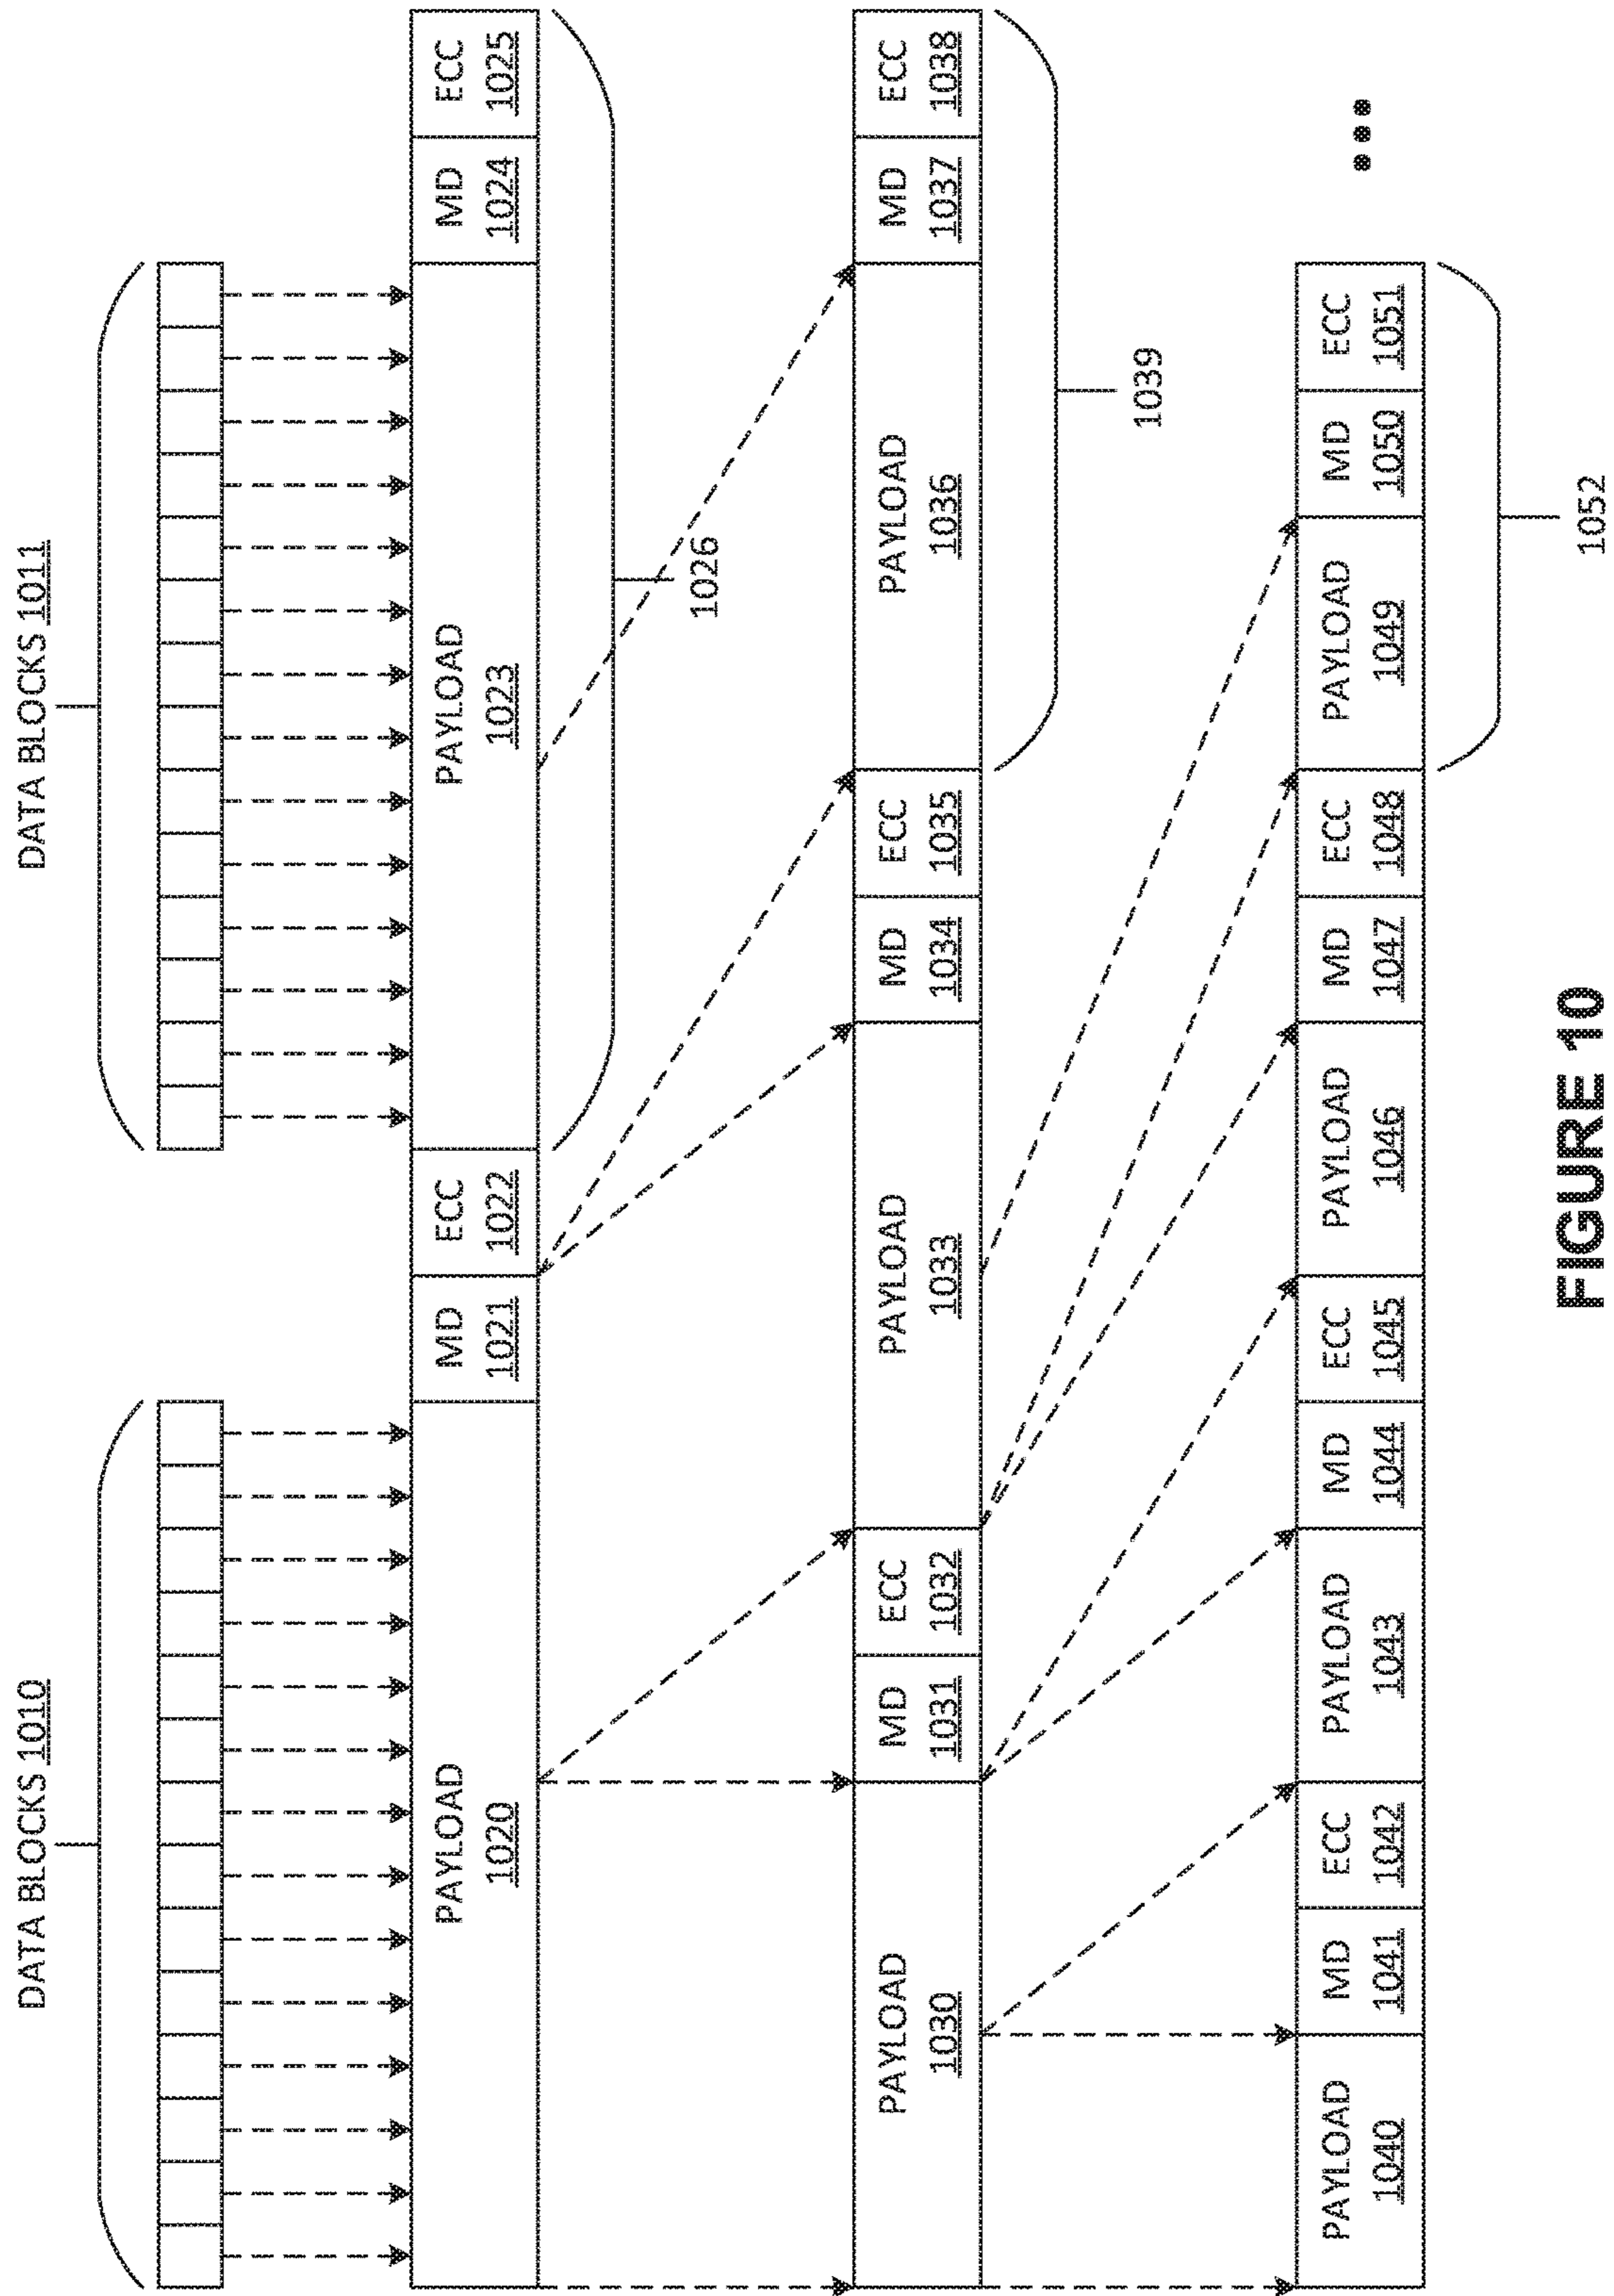 DATA BLOCKS 1010
DATA BLOCKS 1011
PAYLOAD
1020
MD
1021
ECC
1022
PAYLOAD
1023
MD
1024
ECC
1025
1026
PAYLOAD
1030
MD
1031
ECC
1032
PAYLOAD
1033
MD
1034
ECC
1035
PAYLOAD
1036
MD
1037
ECC
1038
1039
PAYLOAD
1040
MD
1041
ECC
1042
PAYLOAD
1043
MD
1044
ECC
1045
PAYLOAD
1046
MD
1047
ECC
1048
PAYLOAD
1049
MD
1050
ECC
1051
1052
FIGURE 10